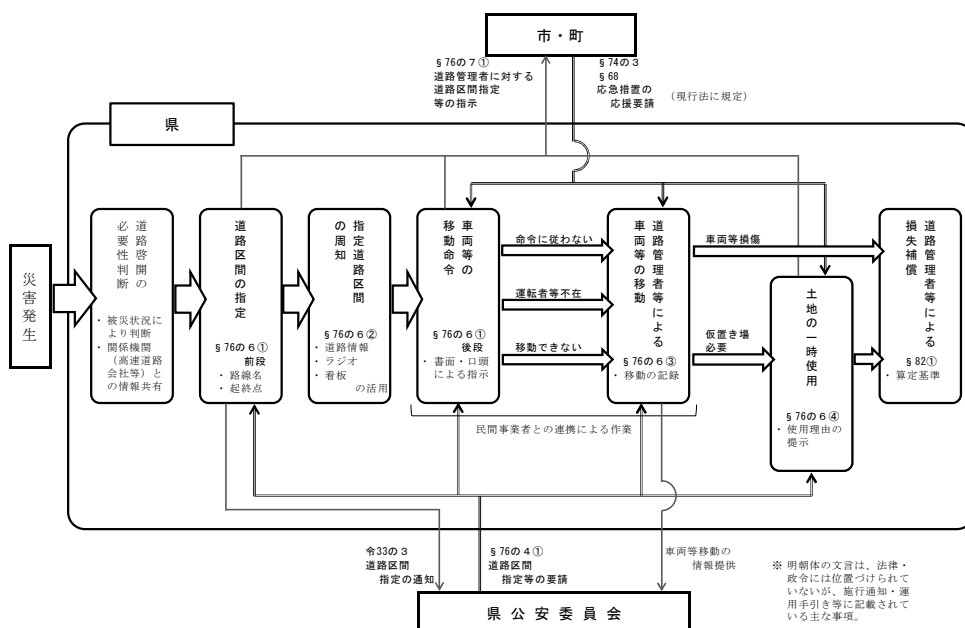 市・町
§76の7①
道路管理者に対する
道路区間指定
等の指示
§74の3
§68
応急措置の
応援要請
（現行法に規定）
県
災害発生
道路啓開の
必要性判断
・ 被災状況に
より判断
・ 関係機関
（高速道路
会社等）と
の情報共有
道路区間の指定
§76の6①
前段
・ 路線名
・ 起終点
指定道路区間
の周知
§76の6②
・ 道路情報
・ ラジオ
・ 看板
の活用
車両等の
移動命令
§76の6①
後段
・ 書面・口頭
による指示
命令に従わない
運転者等不在
移動できない
道路管理者等による
車両等の移動
§76の6③
・ 移動の記録
車両等損傷
仮置き場
必要
土地の一時使用
§76の6④
・ 使用理由の
提示
道路管理者等による
損失補償
§82①
・ 算定基準
民間事業者との連携による作業
令33の3
道路区間
指定の通知
§76の4①
道路区間
指定等の要請
車両等移動の
情報提供
※ 明朝体の文言は、法律・
政令には位置づけられて
いないが、施行通知・運
用手引き等に記載されて
いる主な事項。
県公安委員会